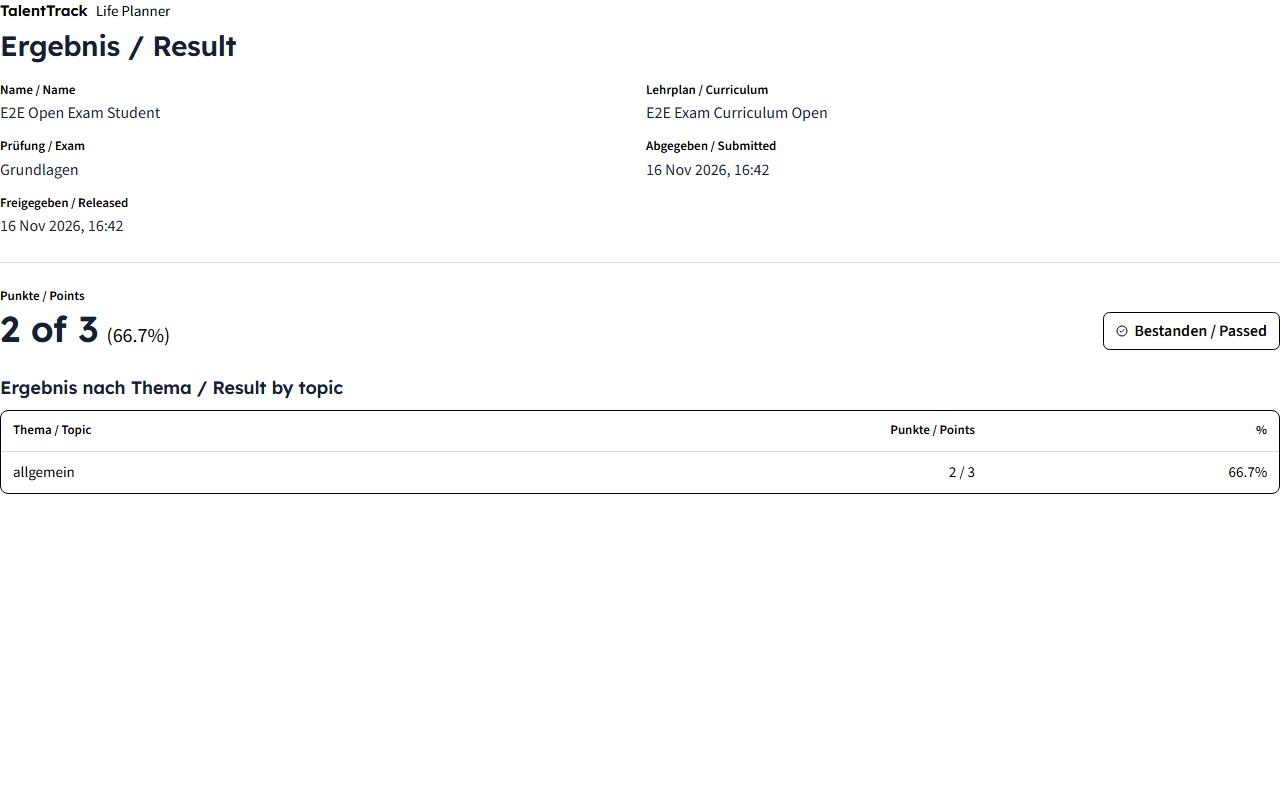 TalentTrack Life Planner
Ergebnis / Result
Name / Name
E2E Open Exam Student
Lehrplan / Curriculum
E2E Exam Curriculum Open
Prüfung / Exam
Grundlagen
Abgegeben / Submitted
16 Nov 2026, 16:42
Freigegeben / Released
16 Nov 2026, 16:42
Punkte / Points
2 of 3 (66.7%)
Bestanden / Passed
Ergebnis nach Thema / Result by topic
Thema / Topic Punkte / Points %
allgemein 2 / 3 66.7%